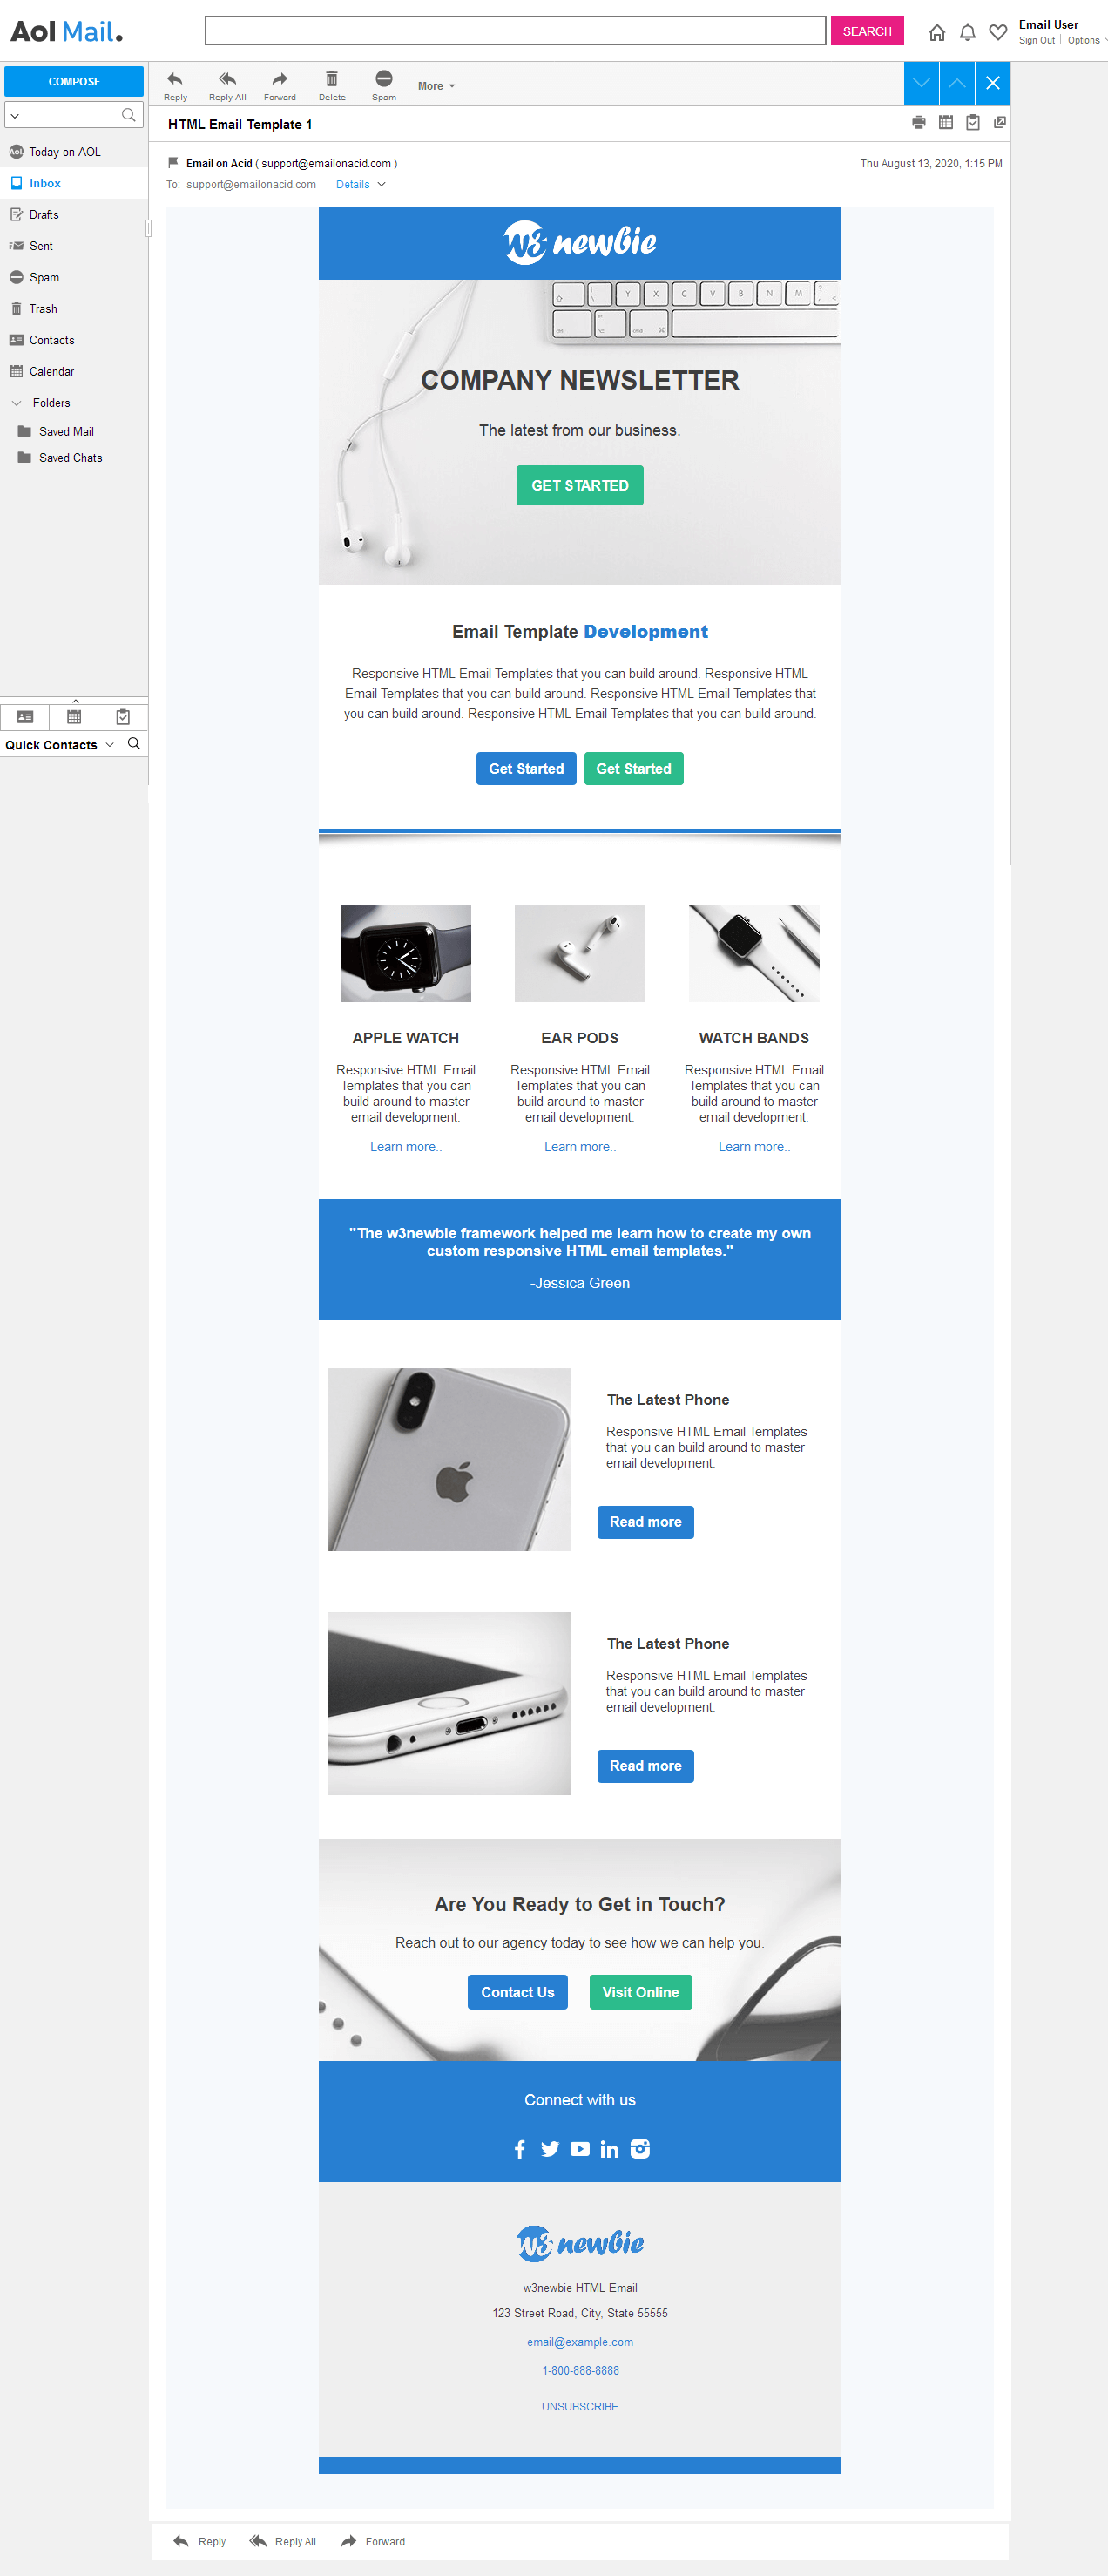 Aol Mail.
SEARCH
Email User
Sign Out | Options
COMPOSE
Reply
Reply All
Forward
Delete
Spam
More
HTML Email Template 1
Aol. Today on AOL
Inbox
Drafts
Sent
Spam
Trash
Contacts
Calendar
Folders
Saved Mail
Saved Chats
Quick Contacts
Email on Acid ( support@emailonacid.com )
Thu August 13, 2020, 1:15 PM
To: support@emailonacid.com Details
w3 newbie
Y X C V B N M
ctrl cmd
COMPANY NEWSLETTER
The latest from our business.
GET STARTED
Email Template Development
Responsive HTML Email Templates that you can build around. Responsive HTML
Email Templates that you can build around. Responsive HTML Email Templates that
you can build around. Responsive HTML Email Templates that you can build around.
Get Started
Get Started
APPLE WATCH
Responsive HTML Email
Templates that you can
build around to master
email development.
Learn more..
EAR PODS
Responsive HTML Email
Templates that you can
build around to master
email development.
Learn more..
WATCH BANDS
Responsive HTML Email
Templates that you can
build around to master
email development.
Learn more..
"The w3newbie framework helped me learn how to create my own
custom responsive HTML email templates."
-Jessica Green
The Latest Phone
Responsive HTML Email Templates
that you can build around to master
email development.
Read more
The Latest Phone
Responsive HTML Email Templates
that you can build around to master
email development.
Read more
Are You Ready to Get in Touch?
Reach out to our agency today to see how we can help you.
Contact Us
Visit Online
Connect with us
w3 newbie
w3newbie HTML Email
123 Street Road, City, State 55555
email@example.com
1-800-888-8888
UNSUBSCRIBE
Reply
Reply All
Forward